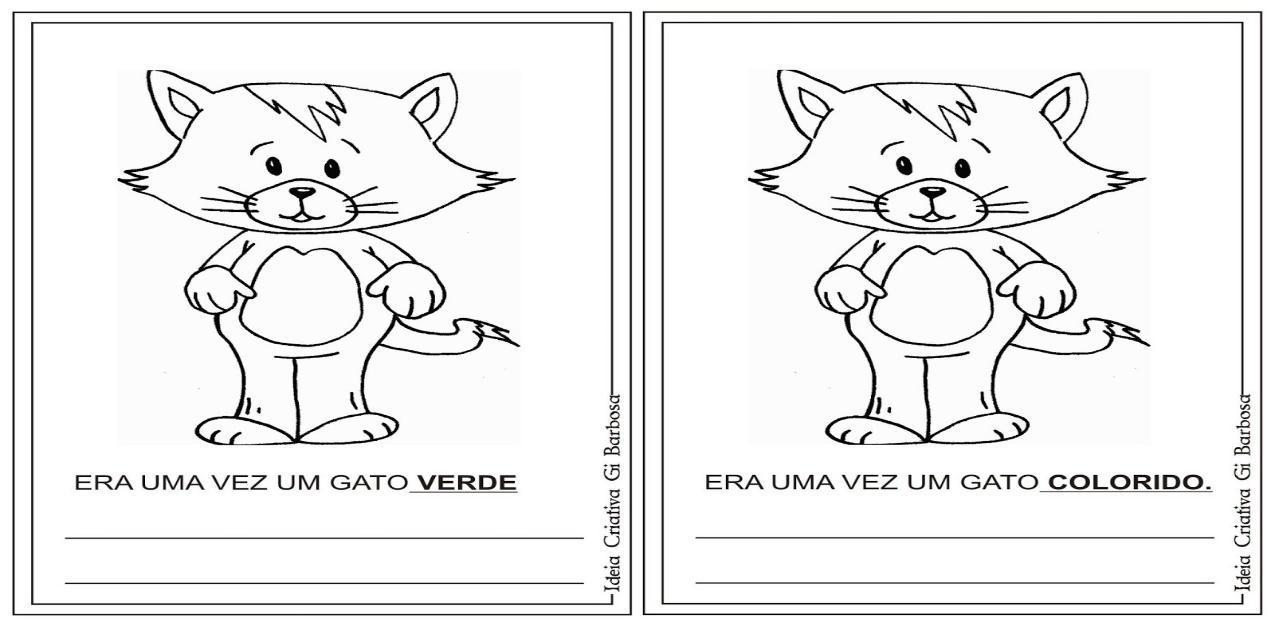 ERA UMA VEZ UM GATO VERDE
Ideia Criativa Gi Barbosa
ERA UMA VEZ UM GATO COLORIDO.
Ideia Criativa Gi Barbosa